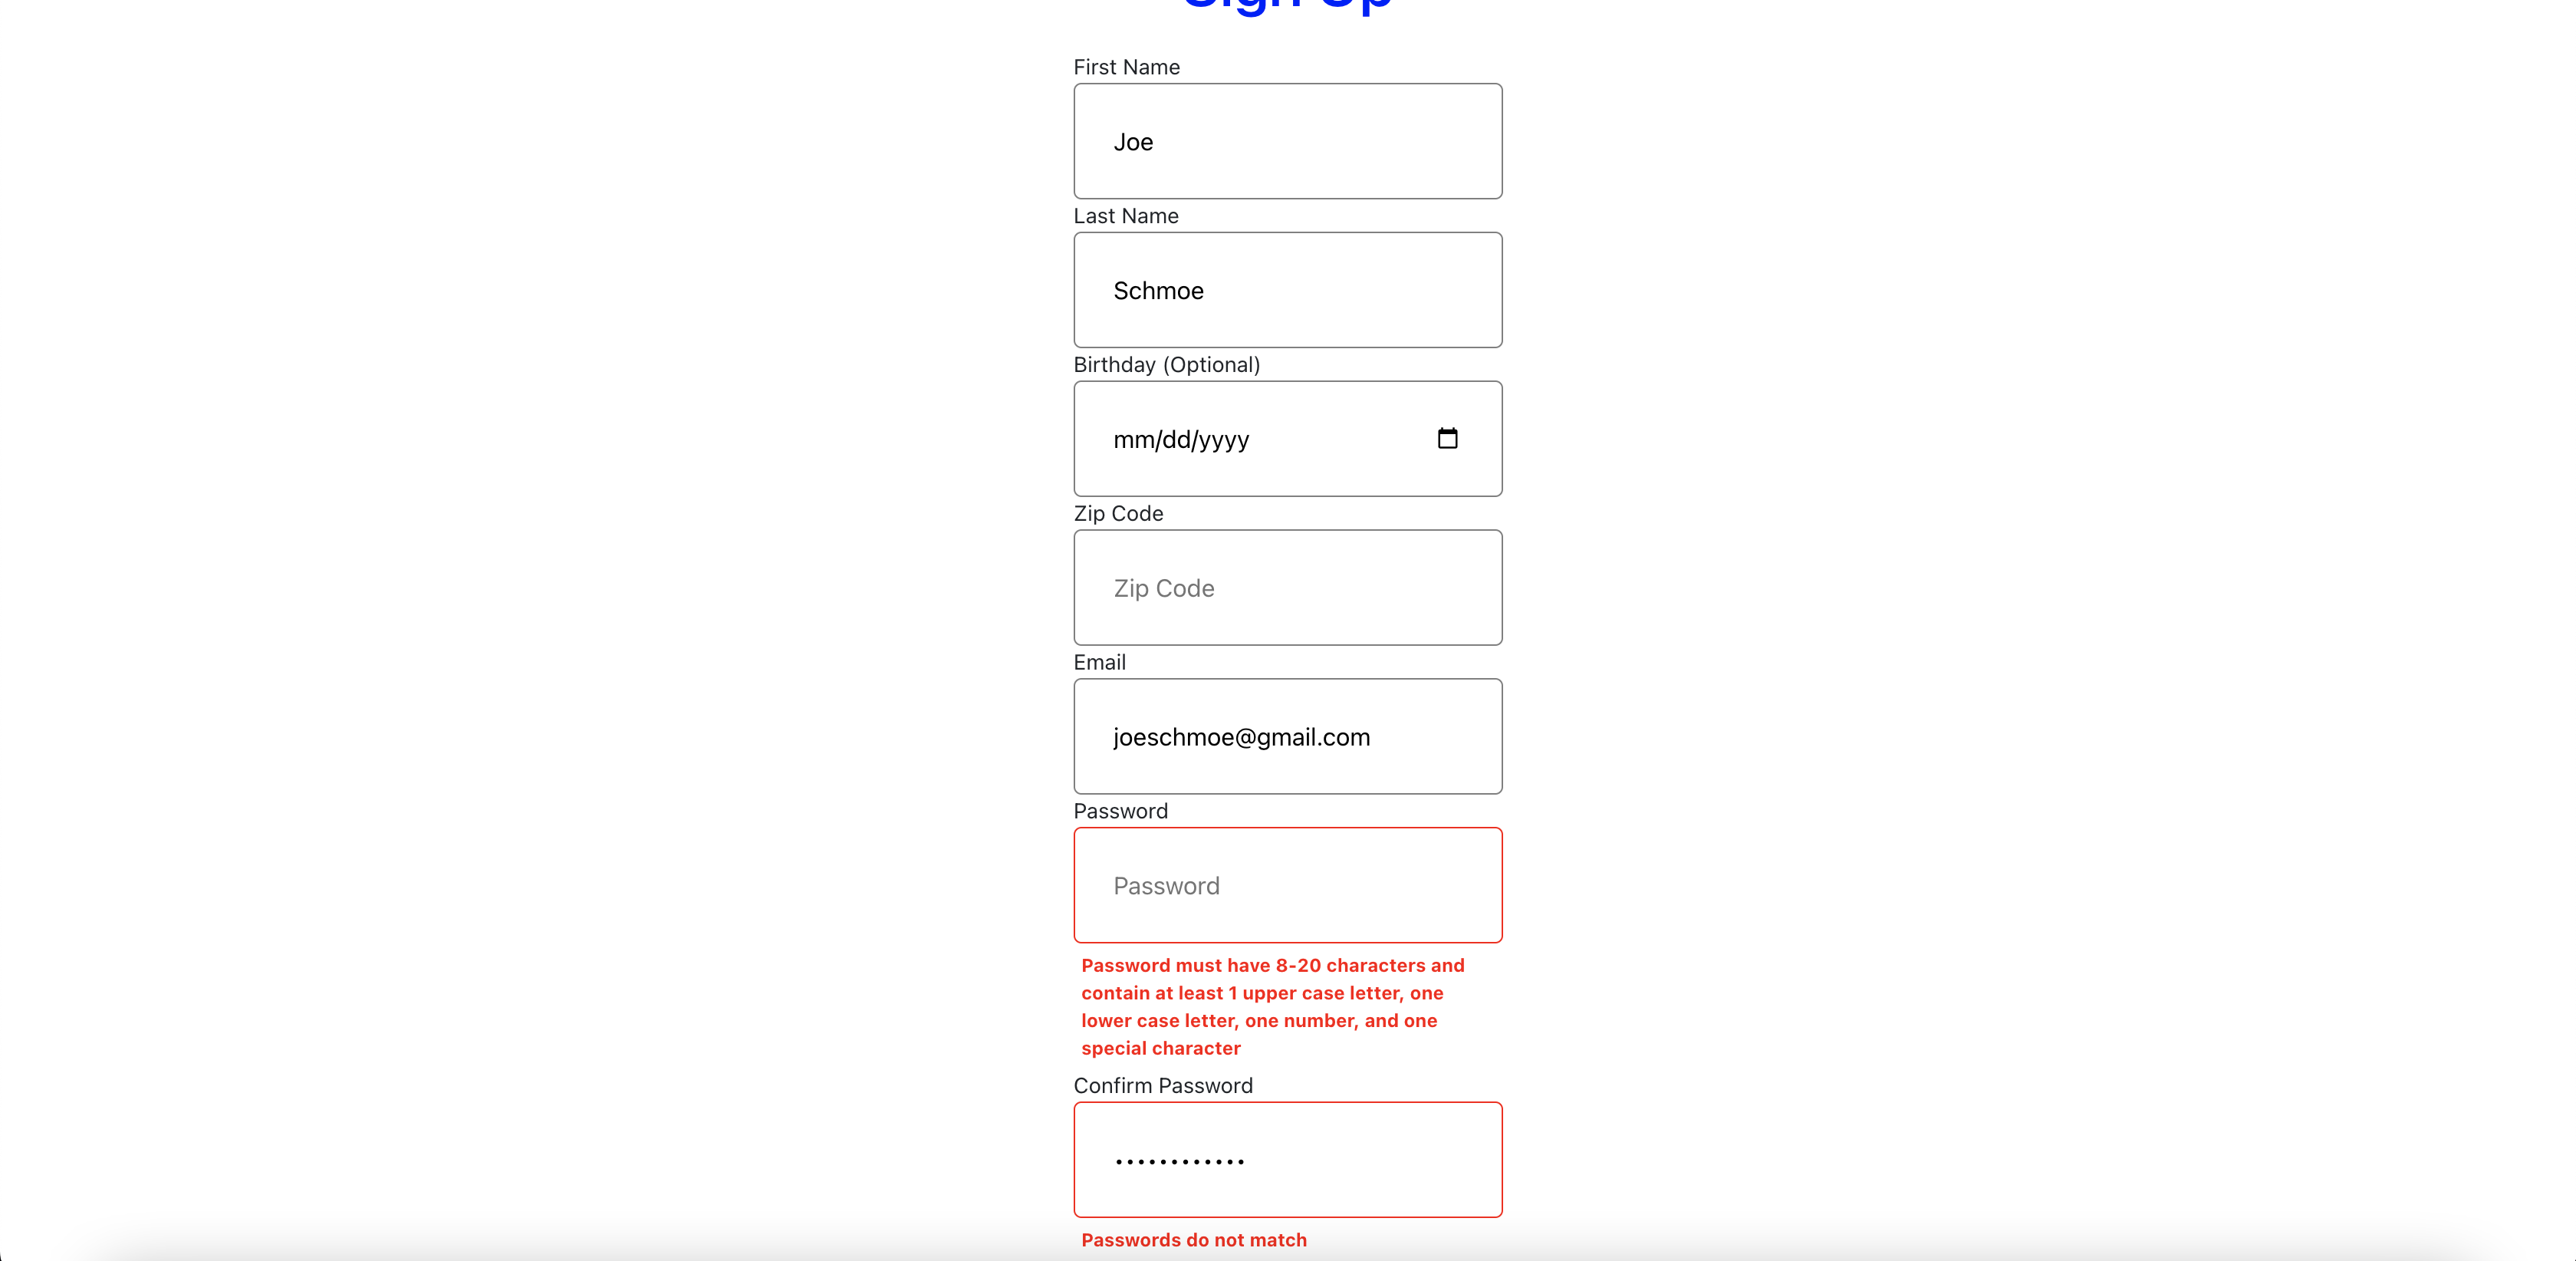 Sign Up
First Name
Joe
Last Name
Schmoe
Birthday (Optional)
mm/dd/yyyy
Zip Code
Zip Code
Email
joeschmoe@gmail.com
Password
Password
Password must have 8-20 characters and
contain at least 1 upper case letter, one
lower case letter, one number, and one
special character
Confirm Password
••••••••••••
Passwords do not match